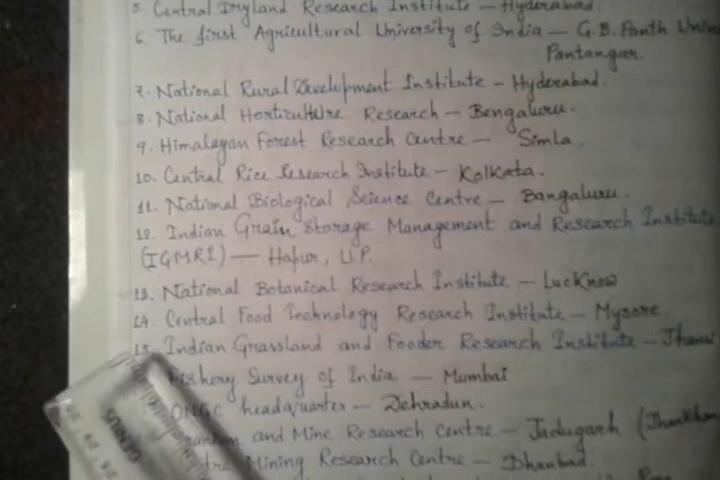 5. Central Dryland Research Institute — Hyderabad.
6. The first Agricultural University of India — G.B. Panth
Pantangar.
7. National Rural Development Institute — Hyderabad.
8. National Horticulture Research — Bengaluru.
9. Himalayan Forest Research Centre — Simla.
10. Central Rice Research Institute — Kolkata.
11. National Biological Science Centre — Bangaluru.
12. Indian Grain Storage Management and Research Institute
(IGMRI) — Hapur, U.P.
13. National Botanical Research Institute — Lucknow
14. Central Food Technology Research Institute — Mysore.
15. Indian Grassland and Fooder Research Institute —
Fishery Survey of India — Mumbai
ONGC headquarter — Dehradun.
and Mine Research Centre — Jadugarh
Mining Research Centre — Dhanbad.